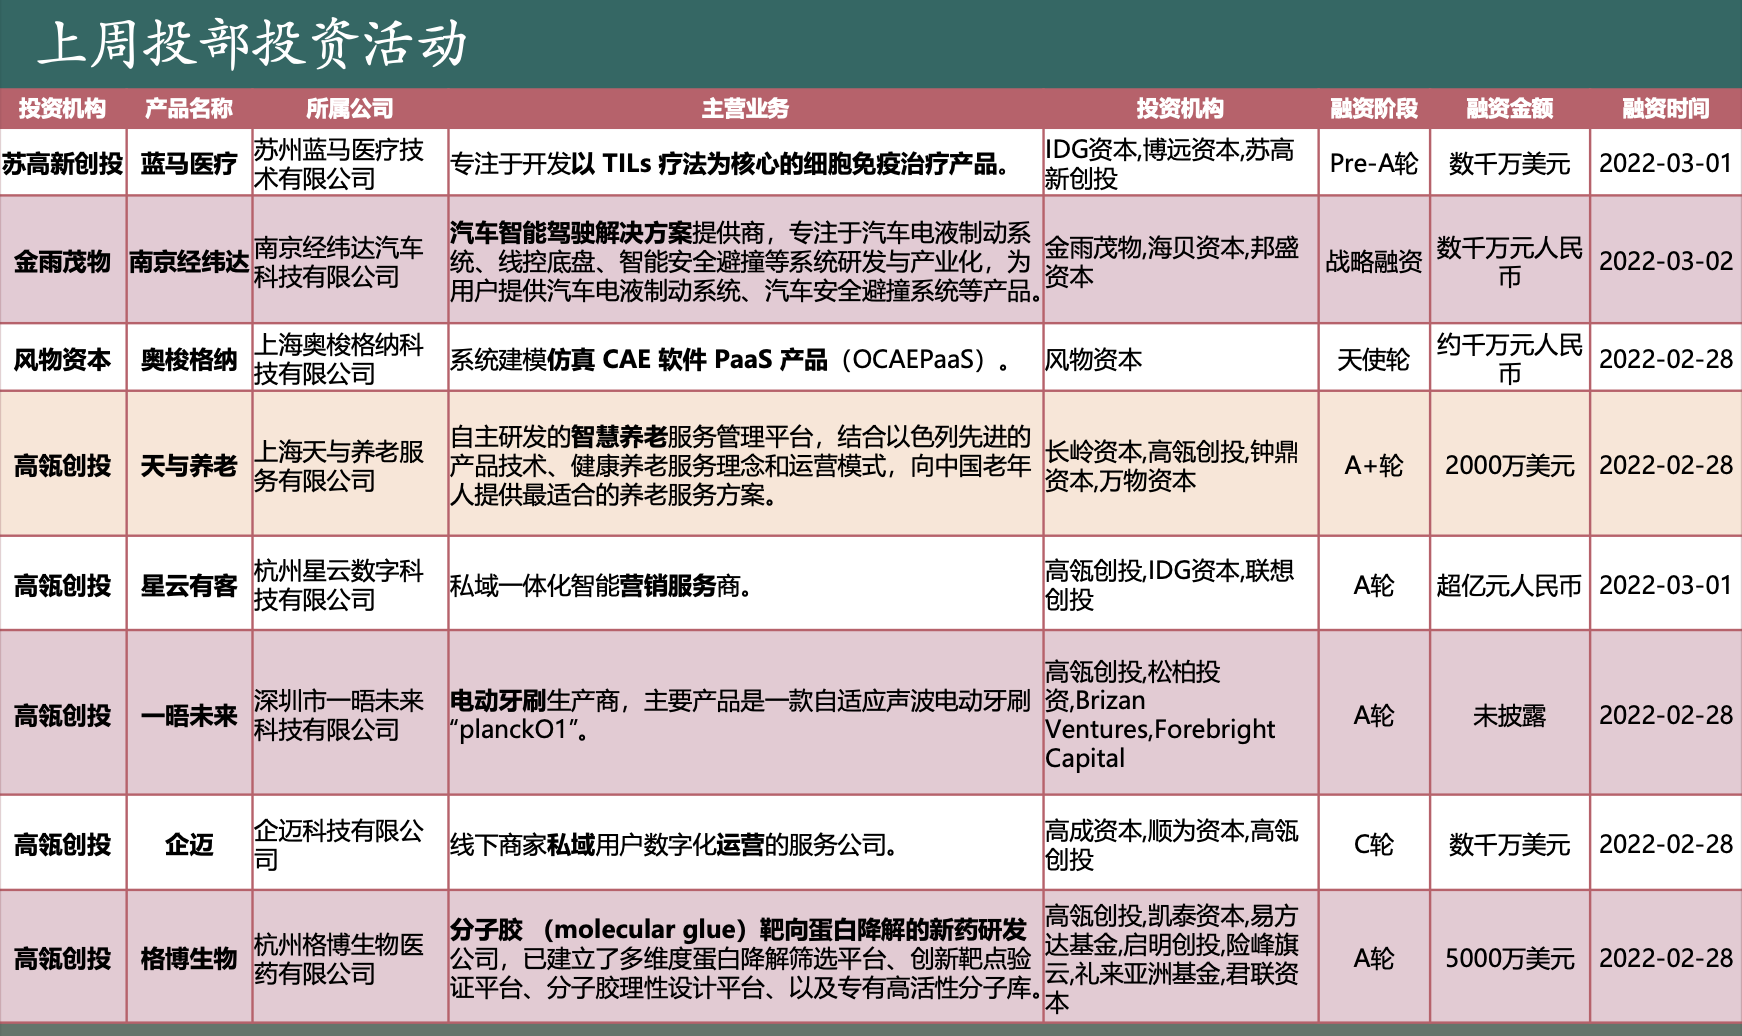 上周投部投资活动
投资机构 产品名称 所属公司 主营业务 投资机构 融资阶段 融资金额 融资时间
苏高新创投 蓝马医疗 苏州蓝马医疗技
术有限公司 专注于开发以 TILs 疗法为核心的细胞免疫治疗产品。 IDG资本,博远资本,苏高
新创投 Pre-A轮 数千万美元 2022-03-01
金雨茂物 南京经纬达 南京经纬达汽车
科技有限公司 汽车智能驾驶解决方案提供商，专注于汽车电液制动系
统、线控底盘、智能安全避撞等系统研发与产业化，为
用户提供汽车电液制动系统、汽车安全避撞系统等产品。 金雨茂物,海贝资本,邦盛
资本 战略融资 数千万元人民
币 2022-03-02
风物资本 奥梭格纳 上海奥梭格纳科
技有限公司 系统建模仿真 CAE 软件 PaaS 产品（OCAEPaaS）。 风物资本 天使轮 约千万元人民
币 2022-02-28
高瓴创投 天与养老 上海天与养老服
务有限公司 自主研发的智慧养老服务管理平台，结合以色列先进的
产品技术、健康养老服务理念和运营模式，向中国老年
人提供最适合的养老服务方案。 长岭资本,高瓴创投,钟鼎
资本,万物资本 A+轮 2000万美元 2022-02-28
高瓴创投 星云有客 杭州星云数字科
技有限公司 私域一体化智能营销服务商。 高瓴创投,IDG资本,联想
创投 A轮 超亿元人民币 2022-03-01
高瓴创投 一晤未来 深圳市一晤未来
科技有限公司 电动牙刷生产商，主要产品是一款自适应声波电动牙刷
“planckO1”。 高瓴创投,松柏投
资,Brizan
Ventures,Forebright
Capital A轮 未披露 2022-02-28
高瓴创投 企迈 企迈科技有限公
司 线下商家私域用户数字化运营的服务公司。 高成资本,顺为资本,高瓴
创投 C轮 数千万美元 2022-02-28
高瓴创投 格博生物 杭州格博生物医
药有限公司 分子胶 （molecular glue）靶向蛋白降解的新药研发
公司，已建立了多维度蛋白降解筛选平台、创新靶点验
证平台、分子胶理性设计平台、以及专有高活性分子库。 高瓴创投,凯泰资本,易方
达基金,启明创投,险峰旗
云,礼来亚洲基金,君联资
本 A轮 5000万美元 2022-02-28